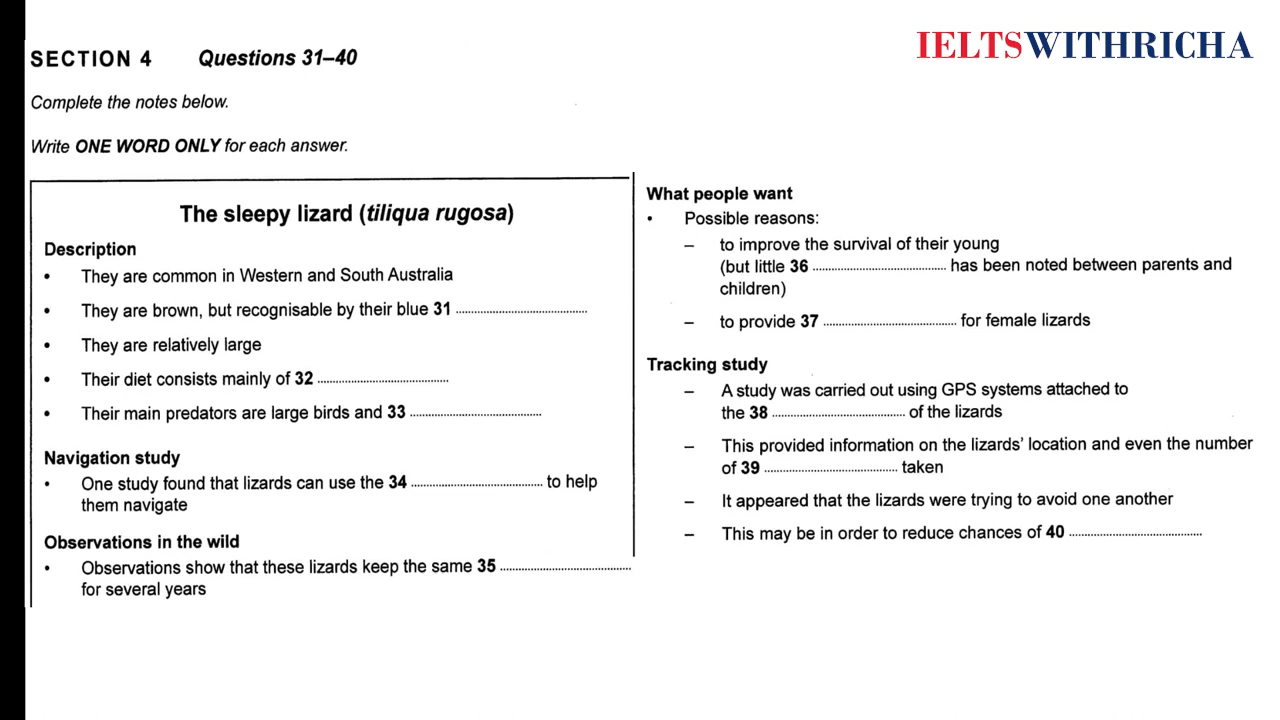 IELTSWITHRICHA
SECTION 4 Questions 31–40
Complete the notes below.
Write ONE WORD ONLY for each answer.
The sleepy lizard (tiliqua rugosa)
Description
• They are common in Western and South Australia
• They are brown, but recognisable by their blue 31 ........................................
• They are relatively large
• Their diet consists mainly of 32 ........................................
• Their main predators are large birds and 33 ........................................
Navigation study
• One study found that lizards can use the 34 ........................................ to help
them navigate
Observations in the wild
• Observations show that these lizards keep the same 35 ........................................
for several years
What people want
• Possible reasons:
– to improve the survival of their young
(but little 36 ........................................ has been noted between parents and
children)
– to provide 37 ........................................ for female lizards
Tracking study
– A study was carried out using GPS systems attached to
the 38 ........................................ of the lizards
– This provided information on the lizards' location and even the number
of 39 ........................................ taken
– It appeared that the lizards were trying to avoid one another
– This may be in order to reduce chances of 40 ........................................